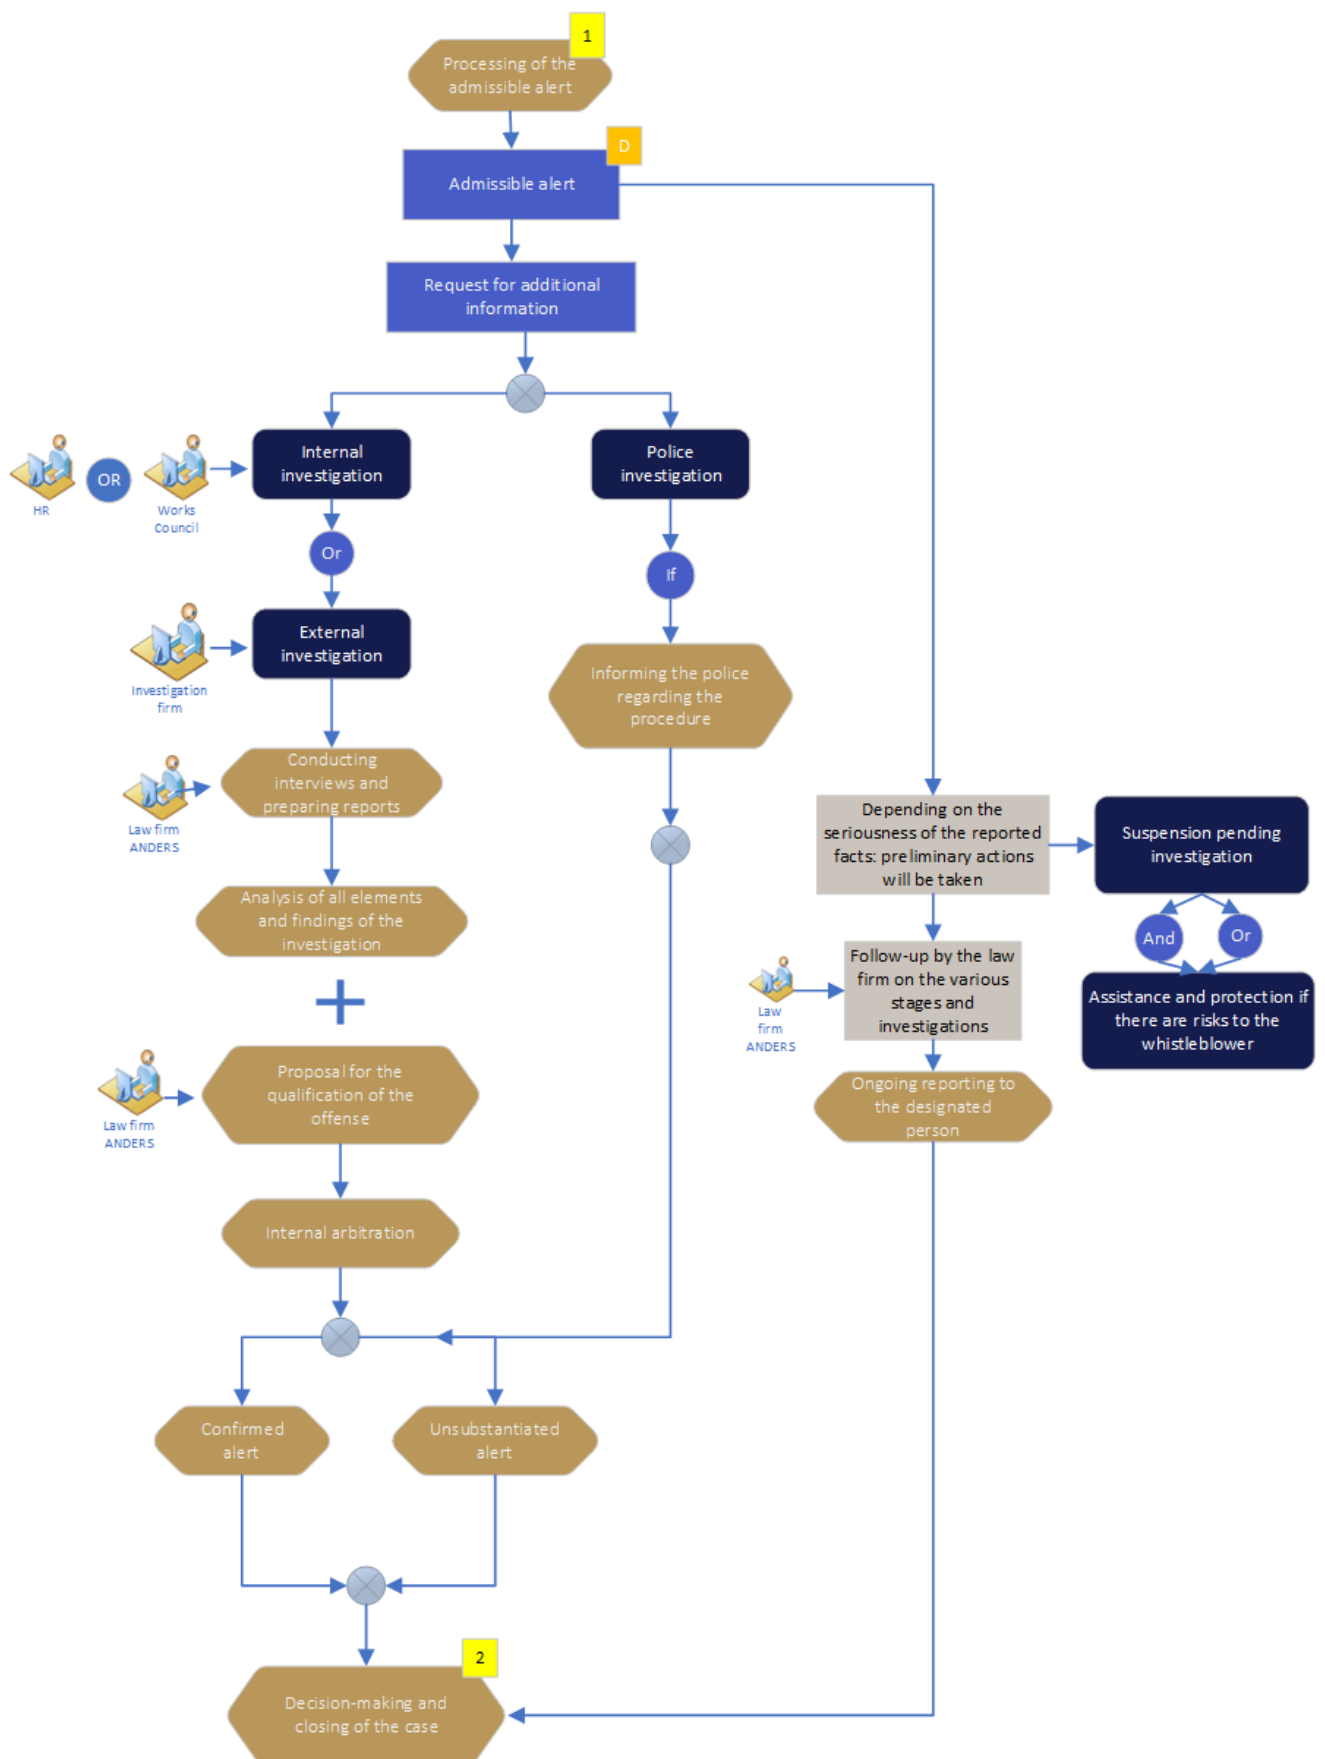 1
Processing of the
admissible alert
D
Admissible alert
Request for additional
information
Internal
investigation
Police
investigation
HR
OR
Works
Council
Or
If
External
investigation
Investigation
firm
Informing the police
regarding the
procedure
Conducting
interviews and
preparing reports
Law firm
ANDERS
Depending on the
seriousness of the reported
facts: preliminary actions
will be taken
Suspension pending
investigation
Analysis of all elements
and findings of the
investigation
And
Or
Follow-up by the law
firm on the various
stages and
investigations
Law
firm
ANDERS
Assistance and protection if
there are risks to the
whistleblower
Proposal for the
qualification of the
offense
Law firm
ANDERS
Ongoing reporting to
the designated
person
Internal arbitration
Confirmed
alert
Unsubstantiated
alert
2
Decision-making and
closing of the case